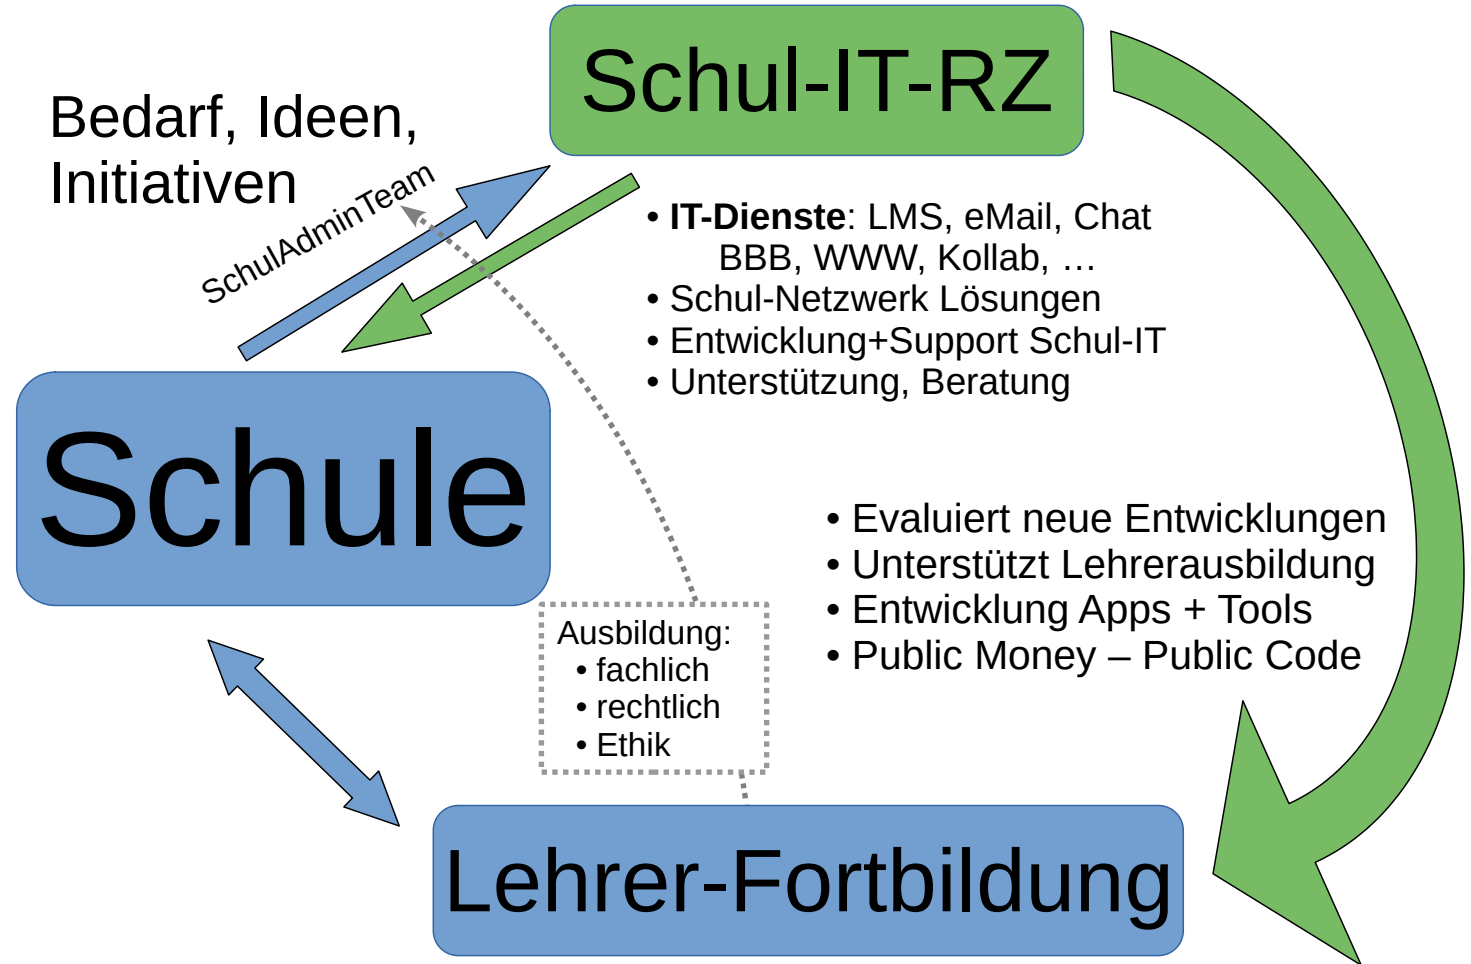 Schul-IT-RZ
Bedarf, Ideen,
Initiativen
SchulAdminTeam
• IT-Dienste: LMS, eMail, Chat
BBB, WWW, Kollab, …
• Schul-Netzwerk Lösungen
• Entwicklung+Support Schul-IT
• Unterstützung, Beratung
Schule
• Evaluiert neue Entwicklungen
• Unterstützt Lehrerausbildung
• Entwicklung Apps + Tools
• Public Money – Public Code
Ausbildung:
• fachlich
• rechtlich
• Ethik
Lehrer-Fortbildung